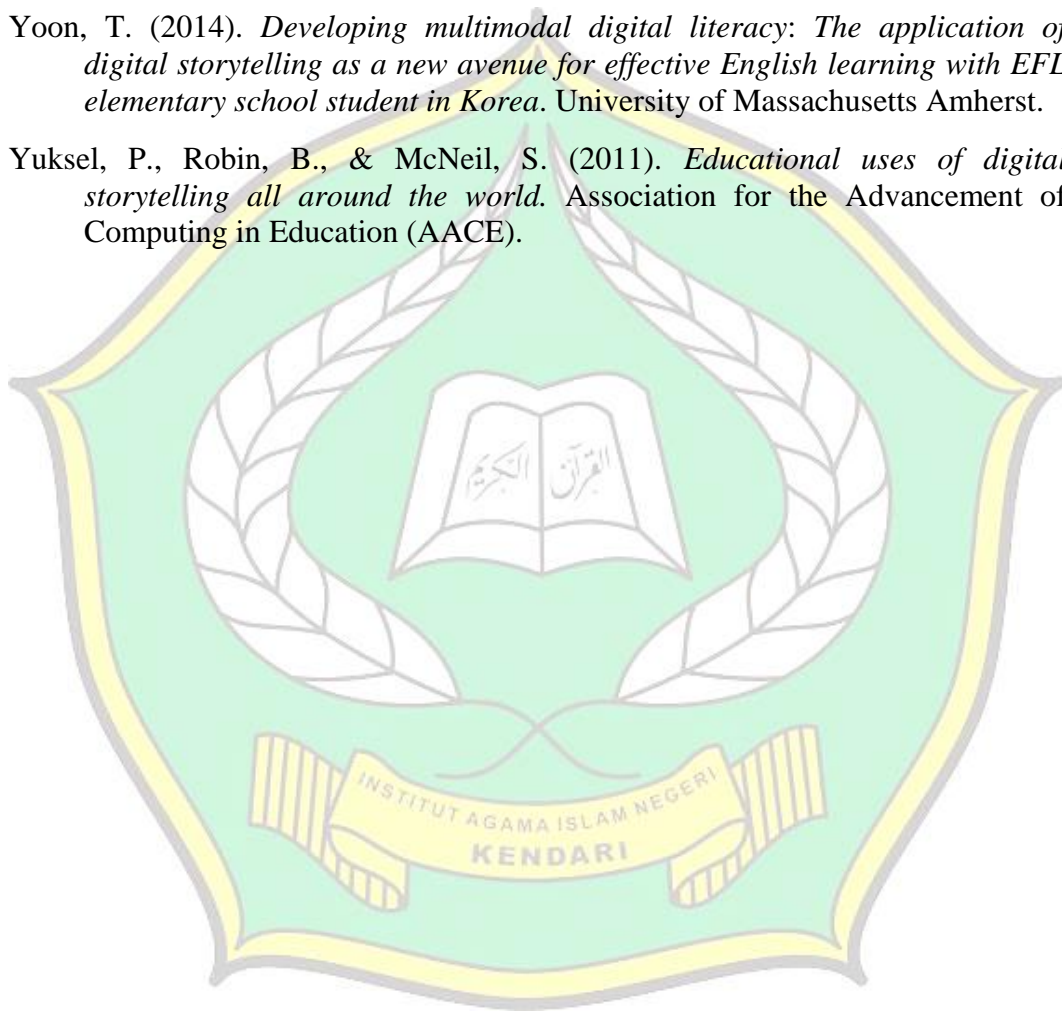 Yoon, T. (2014). Developing multimodal digital literacy: The application of
digital storytelling as a new avenue for effective English learning with EFL
elementary school student in Korea. University of Massachusetts Amherst.
Yuksel, P., Robin, B., & McNeil, S. (2011). Educational uses of digital
storytelling all around the world. Association for the Advancement of
Computing in Education (AACE).
القرآن الكريم
INSTITUT AGAMA ISLAM NEGERI
KENDARI